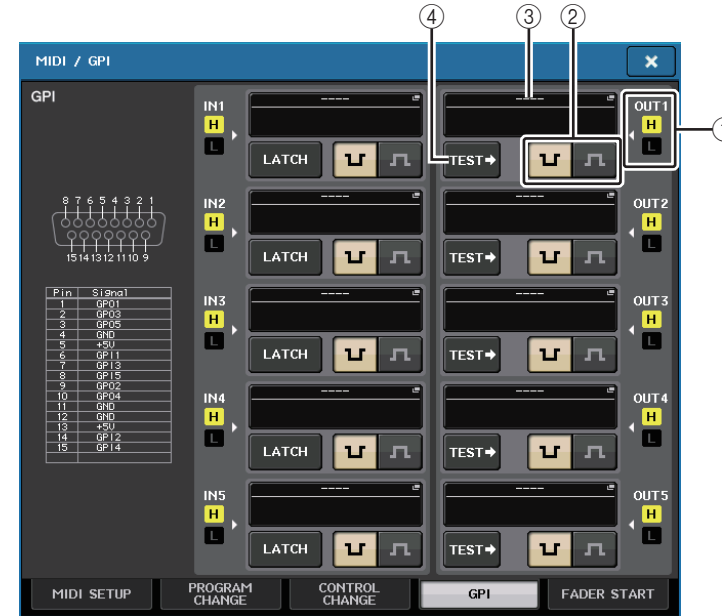 ④ ③ ②
MIDI / GPI
GPI
IN1 ---- ---- OUT1
H H
L LATCH TEST L
8 7 6 5 4 3 2 1
15 14 13 12 11 10 9
IN2 ---- ---- OUT2
H H
L LATCH TEST L
Pin Signal
1 GPO1
2 GPO3
3 GPO5
4 GND
5 +5V
6 GPI1
7 GPI3
8 GPI5
9 GPO2
10 GPO4
11 GND
12 GND
13 +5V
14 GPI2
15 GPI4
IN3 ---- ---- OUT3
H H
L LATCH TEST L
IN4 ---- ---- OUT4
H H
L LATCH TEST L
IN5 ---- ---- OUT5
H H
L LATCH TEST L
MIDI SETUP PROGRAM CHANGE CONTROL CHANGE GPI FADER START